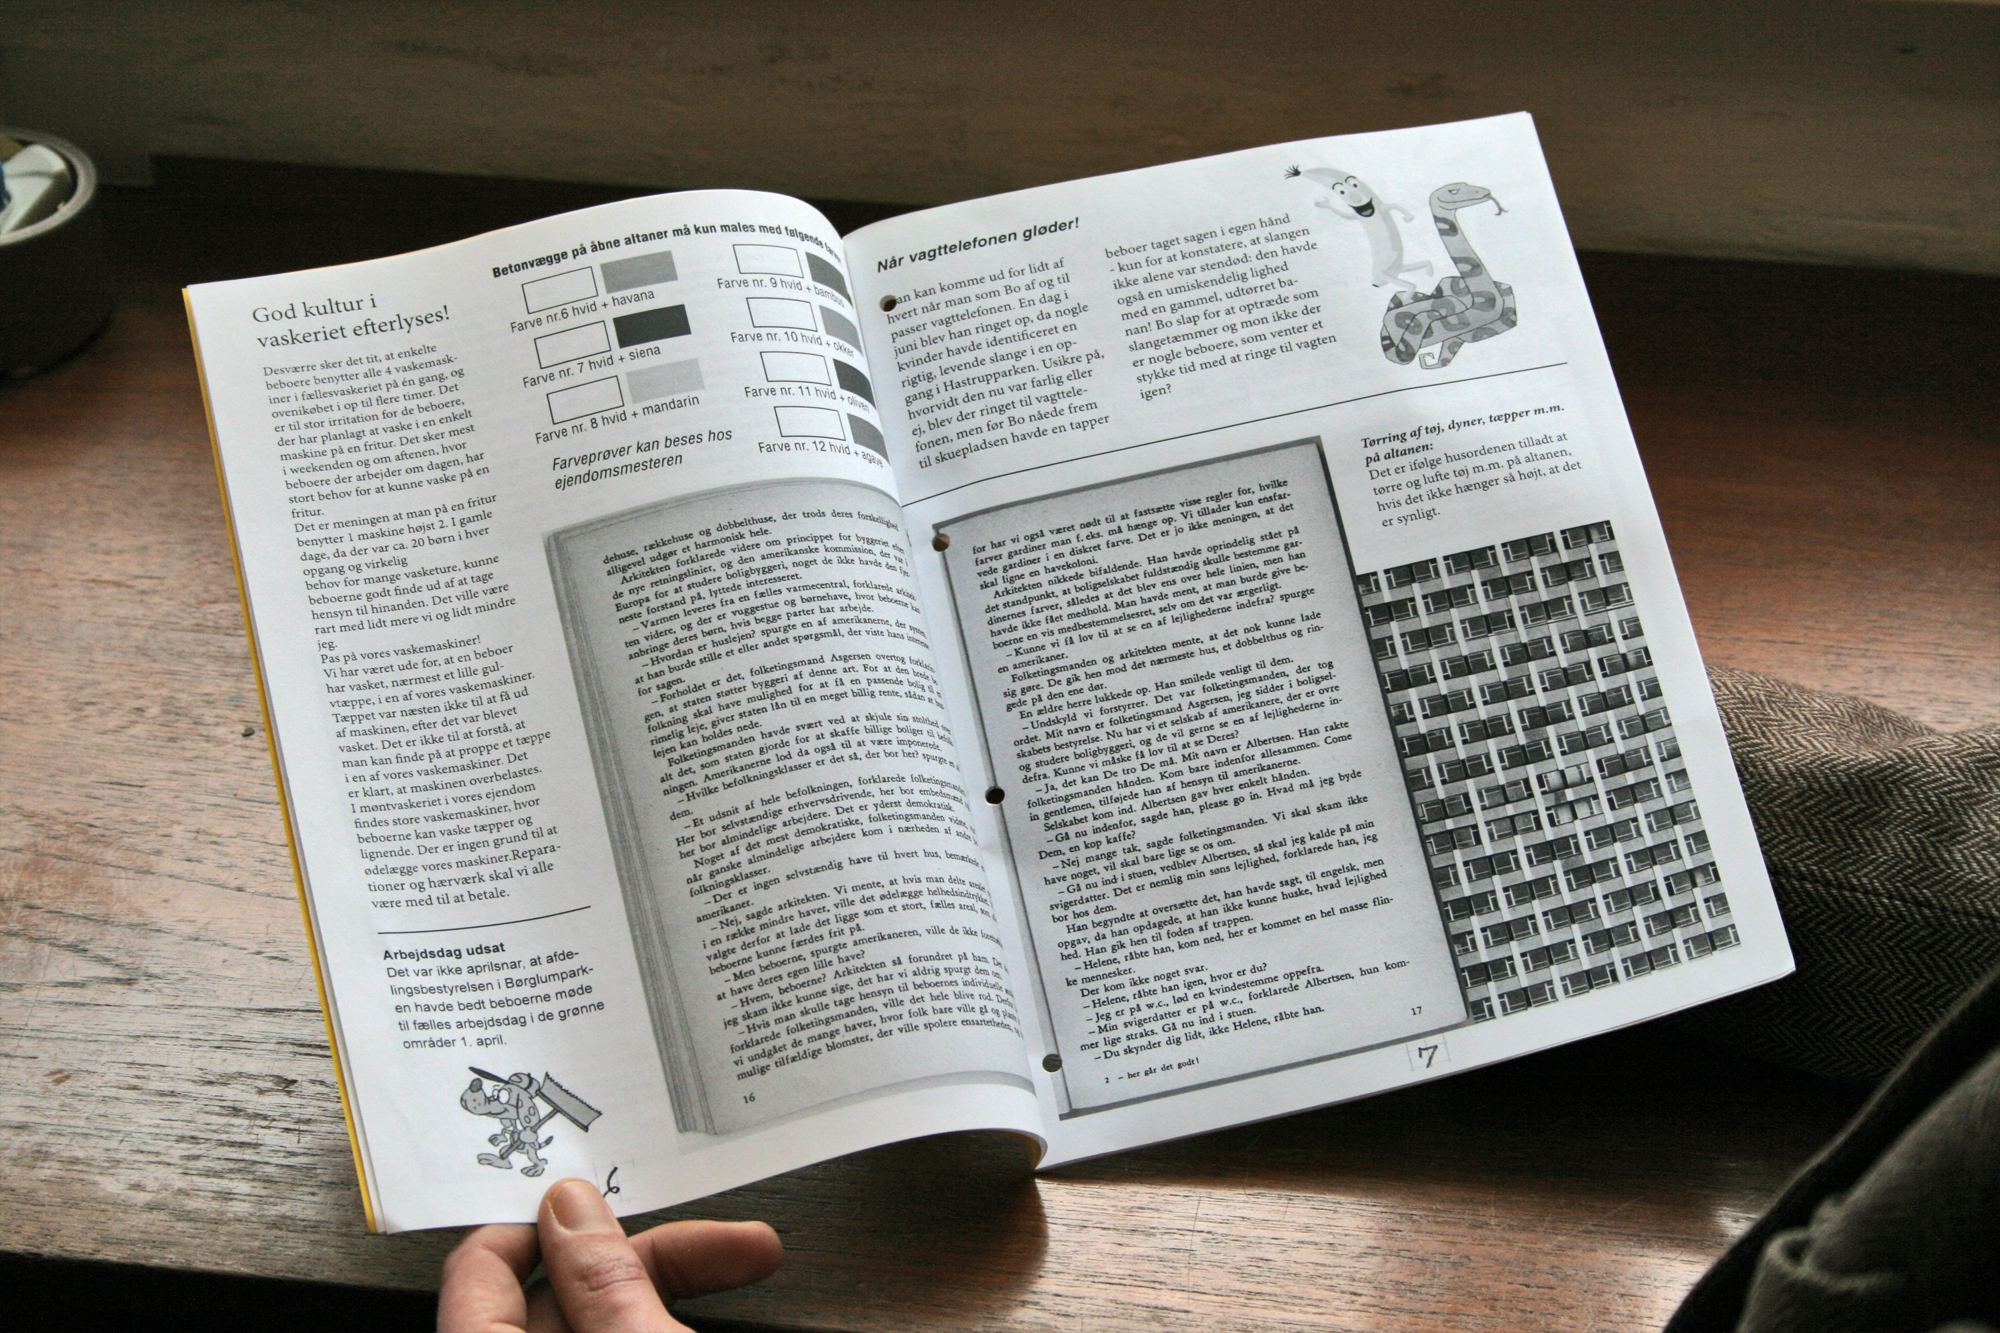 God kultur i
vaskeriet efterlyses!
Desværre sker det tit, at enkelte
beboere benytter alle 4 vaskemask-
iner i fællesvaskeriet på én gang, og
ovenikøbet i op til flere timer. Det
er til stor irritation for de beboere,
der har planlagt at vaske i en enkelt
maskine på en fritur. Det sker mest
i weekenden og om aftenen, hvor
beboere der arbejder om dagen, har
stort behov for at kunne vaske på en
fritur.
Det er meningen at man på en fritur
benytter 1 maskine højst 2. I gamle
dage, da der var ca. 20 børn i hver
opgang og virkelig
behov for mange vasketure, kunne
beboerne godt finde ud af at tage
hensyn til hinanden. Det ville være
rart med lidt mere vi og lidt mindre
jeg.
Pas på vores vaskemaskiner!
Vi har været ude for, at en beboer
har vasket, nærmest et lille gul-
vtæppe, i en af vores vaskemaskiner.
Tæppet var næsten ikke til at få ud
af maskinen, efter det var blevet
vasket. Det er ikke til at forstå, at
man kan finde på at proppe et tæppe
i en af vores vaskemaskiner. Det
er klart, at maskinen overbelastes.
I møntvaskeriet i vores ejendom
findes store vaskemaskiner, hvor
beboerne kan vaske tæpper og
lignende. Der er ingen grund til at
ødelægge vores maskiner.Repara-
tioner og hærværk skal vi alle
være med til at betale.
Arbejdsdag udsat
Det var ikke aprilsnar, at afde-
lingsbestyrelsen i Børglumpark-
en havde bedt beboerne møde
til fælles arbejdsdag i de grønne
områder 1. april.
6
Betonvægge på åbne altaner må kun males med følgende
Farve nr.6 hvid + havana
Farve nr. 7 hvid + siena
Farve nr. 8 hvid + mandarin
Farve nr. 9 hvid + bambus
Farve nr. 10 hvid + okker
Farve nr. 11 hvid + oliven
Farve nr. 12 hvid + agave
Farveprøver kan beses hos
ejendomsmesteren
dehuse, rækkehuse og dobbelthuse, der trods deres forskellighed
alligevel udgør et harmonisk hele.
Arkitekten forklarede videre om princippet for byggeriet efter
de nye retningslinier, og den amerikanske kommission, der var i
Europa for at studere boligbyggeri, noget de ikke havde den fjer-
neste forstand på, lyttede interesseret.
– Varmen leveres fra en fælles varmecentral, forklarede arkitek-
ten videre, og der er vuggestue og børnehave, hvor beboerne kan
anbringe deres børn, hvis begge parter har arbejde.
– Hvordan er huslejen? spurgte en af amerikanerne, der syntes,
at han burde stille et eller andet spørgsmål, der viste hans interesse
for sagen.
– Forholdet er det, folketingsmand Asgersen overtog forklarin-
gen, at staten støtter byggeri af denne art. For at den brede be-
folkning skal have mulighed for at få en passende bolig til en
rimelig leje, giver staten lån til en meget billig rente, sådan at
lejen kan holdes nede.
Folketingsmanden havde svært ved at skjule sin stolthed over
alt det, som staten gjorde for at skaffe billige boliger til befolk-
ningen. Amerikanerne lod da også til at være imponerede.
– Hvilke befolkningsklasser er det så, der bor her? spurgte en af
dem.
– Et udsnit af hele befolkningen, forklarede folketingsmanden.
Her bor selvstændige erhvervsdrivende, her bor embedsmænd
her bor almindelige arbejdere. Det er yderst demokratisk.
Noget af det mest demokratiske, folketingsmanden vidste, var,
når ganske almindelige arbejdere kom i nærheden af andre be-
folkningsklasser.
– Der er ingen selvstændig have til hvert hus, bemærkede en
amerikaner.
– Nej, sagde arkitekten. Vi mente, at hvis man delte arealet
i en række mindre haver, ville det ødelægge helhedsindtrykket. Vi
valgte derfor at lade det ligge som et stort, fælles areal, som alle
beboerne kunne færdes frit på.
– Men beboerne, spurgte amerikaneren, ville de ikke foretrække
at have deres egen lille have?
– Hvem, beboerne? Arkitekten så forundret på ham. Det
jeg skam ikke kunne sige, det har vi aldrig spurgt dem om.
– Hvis man skulle tage hensyn til beboernes individuelle
forklarede folketingsmanden, ville det hele blive rod. Derfor
vi undgået de mange haver, hvor folk bare ville gå og plante
mulige tilfældige blomster, der ville spolere ensartetheden,
16
Når vagttelefonen gløder!
an kan komme ud for lidt af
hvert når man som Bo af og til
passer vagttelefonen. En dag i
juni blev han ringet op, da nogle
kvinder havde identificeret en
rigtig, levende slange i en op-
gang i Hastrupparken. Usikre på,
hvorvidt den nu var farlig eller
ej, blev der ringet til vagttele-
fonen, men før Bo nåede frem
til skuepladsen havde en tapper
beboer taget sagen i egen hånd
- kun for at konstatere, at slangen
ikke alene var stendød: den havde
også en umiskendelig lighed
med en gammel, udtørret ba-
nan! Bo slap for at optræde som
slangetæmmer og mon ikke der
er nogle beboere, som venter et
stykke tid med at ringe til vagten
igen?
Tørring af tøj, dyner, tæpper m.m.
på altanen:
Det er ifølge husordenen tilladt at
tørre og lufte tøj m.m. på altanen,
hvis det ikke hænger så højt, at det
er synligt.
for har vi også været nødt til at fastsætte visse regler for, hvilke
farver gardiner man f. eks. må hænge op. Vi tillader kun ensfar-
vede gardiner i en diskret farve. Det er jo ikke meningen, at det
skal ligne en havekoloni.
Arkitekten nikkede bifaldende. Han havde oprindelig stået på
det standpunkt, at boligselskabet fuldstændig skulle bestemme gar-
dinernes farver, således at det blev ens over hele linien, men han
havde ikke fået medhold. Man havde ment, at man burde give be-
boerne en vis medbestemmelsesret, selv om det var ærgerligt.
– Kunne vi få lov til at se en af lejlighederne indefra? spurgte
en amerikaner.
Folketingsmanden og arkitekten mente, at det nok kunne lade
sig gøre. De gik hen mod det nærmeste hus, et dobbelthus og rin-
gede på den ene dør.
En ældre herre lukkede op. Han smilede venligt til dem.
– Undskyld vi forstyrrer. Det var folketingsmanden, der tog
ordet. Mit navn er folketingsmand Asgersen, jeg sidder i boligsel-
skabets bestyrelse. Nu har vi et selskab af amerikanere, der er ovre
og studere boligbyggeri, og de vil gerne se en af lejlighederne in-
defra. Kunne vi måske få lov til at se Deres?
– Ja, det kan De tro De må. Mit navn er Albertsen. Han rakte
folketingsmanden hånden. Kom bare indenfor allesammen. Come
in gentlemen, tilføjede han af hensyn til amerikanerne.
Selskabet kom ind. Albertsen gav hver enkelt hånden.
– Gå nu indenfor, sagde han, please go in. Hvad må jeg byde
Dem, en kop kaffe?
– Nej mange tak, sagde folketingsmanden. Vi skal skam ikke
have noget, vil skal bare lige se os om.
– Gå nu ind i stuen, vedblev Albertsen, så skal jeg kalde på min
svigerdatter. Det er nemlig min søns lejlighed, forklarede han, jeg
bor hos dem.
Han begyndte at oversætte det, han havde sagt, til engelsk, men
opgav, da han opdagede, at han ikke kunne huske, hvad lejlighed
hed. Han gik hen til foden af trappen.
– Helene, råbte han, kom ned, her er kommet en hel masse flin-
ke mennesker.
Der kom ikke noget svar.
– Helene, råbte han igen, hvor er du?
– Jeg er på w.c., lød en kvindestemme oppefra.
– Min svigerdatter er på w.c., forklarede Albertsen, hun kom-
mer lige straks. Gå nu ind i stuen.
– Du skynder dig lidt, ikke Helene, råbte han.
2 – her går det godt!
17
7